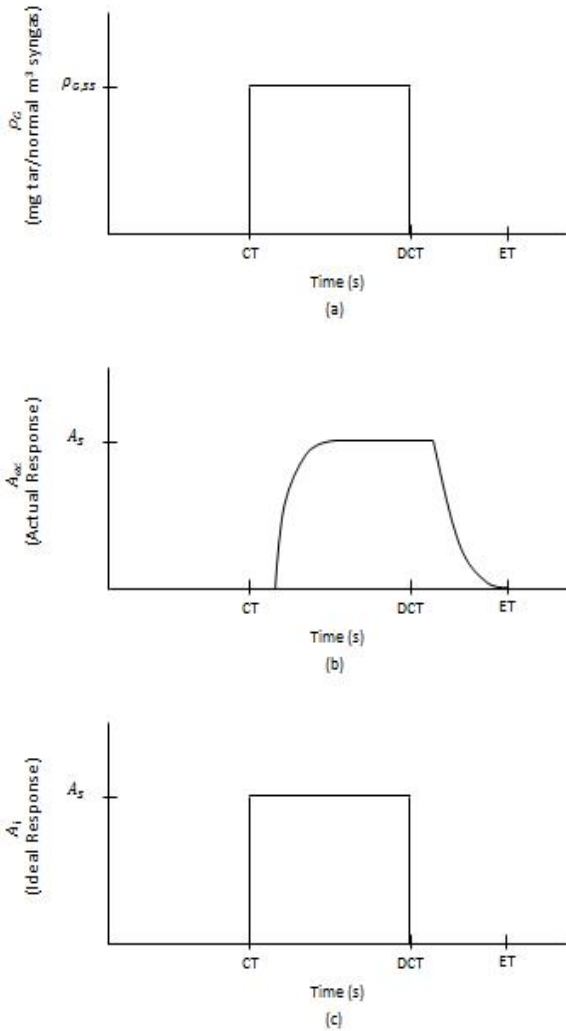 ρG,ss
ρG
(mg tar/normal m³ syngas)
CT DCT ET
Time (s)
(a)
As
Aac
(Actual Response)
CT DCT ET
Time (s)
(b)
As
Ai
(Ideal Response)
CT DCT ET
Time (s)
(c)